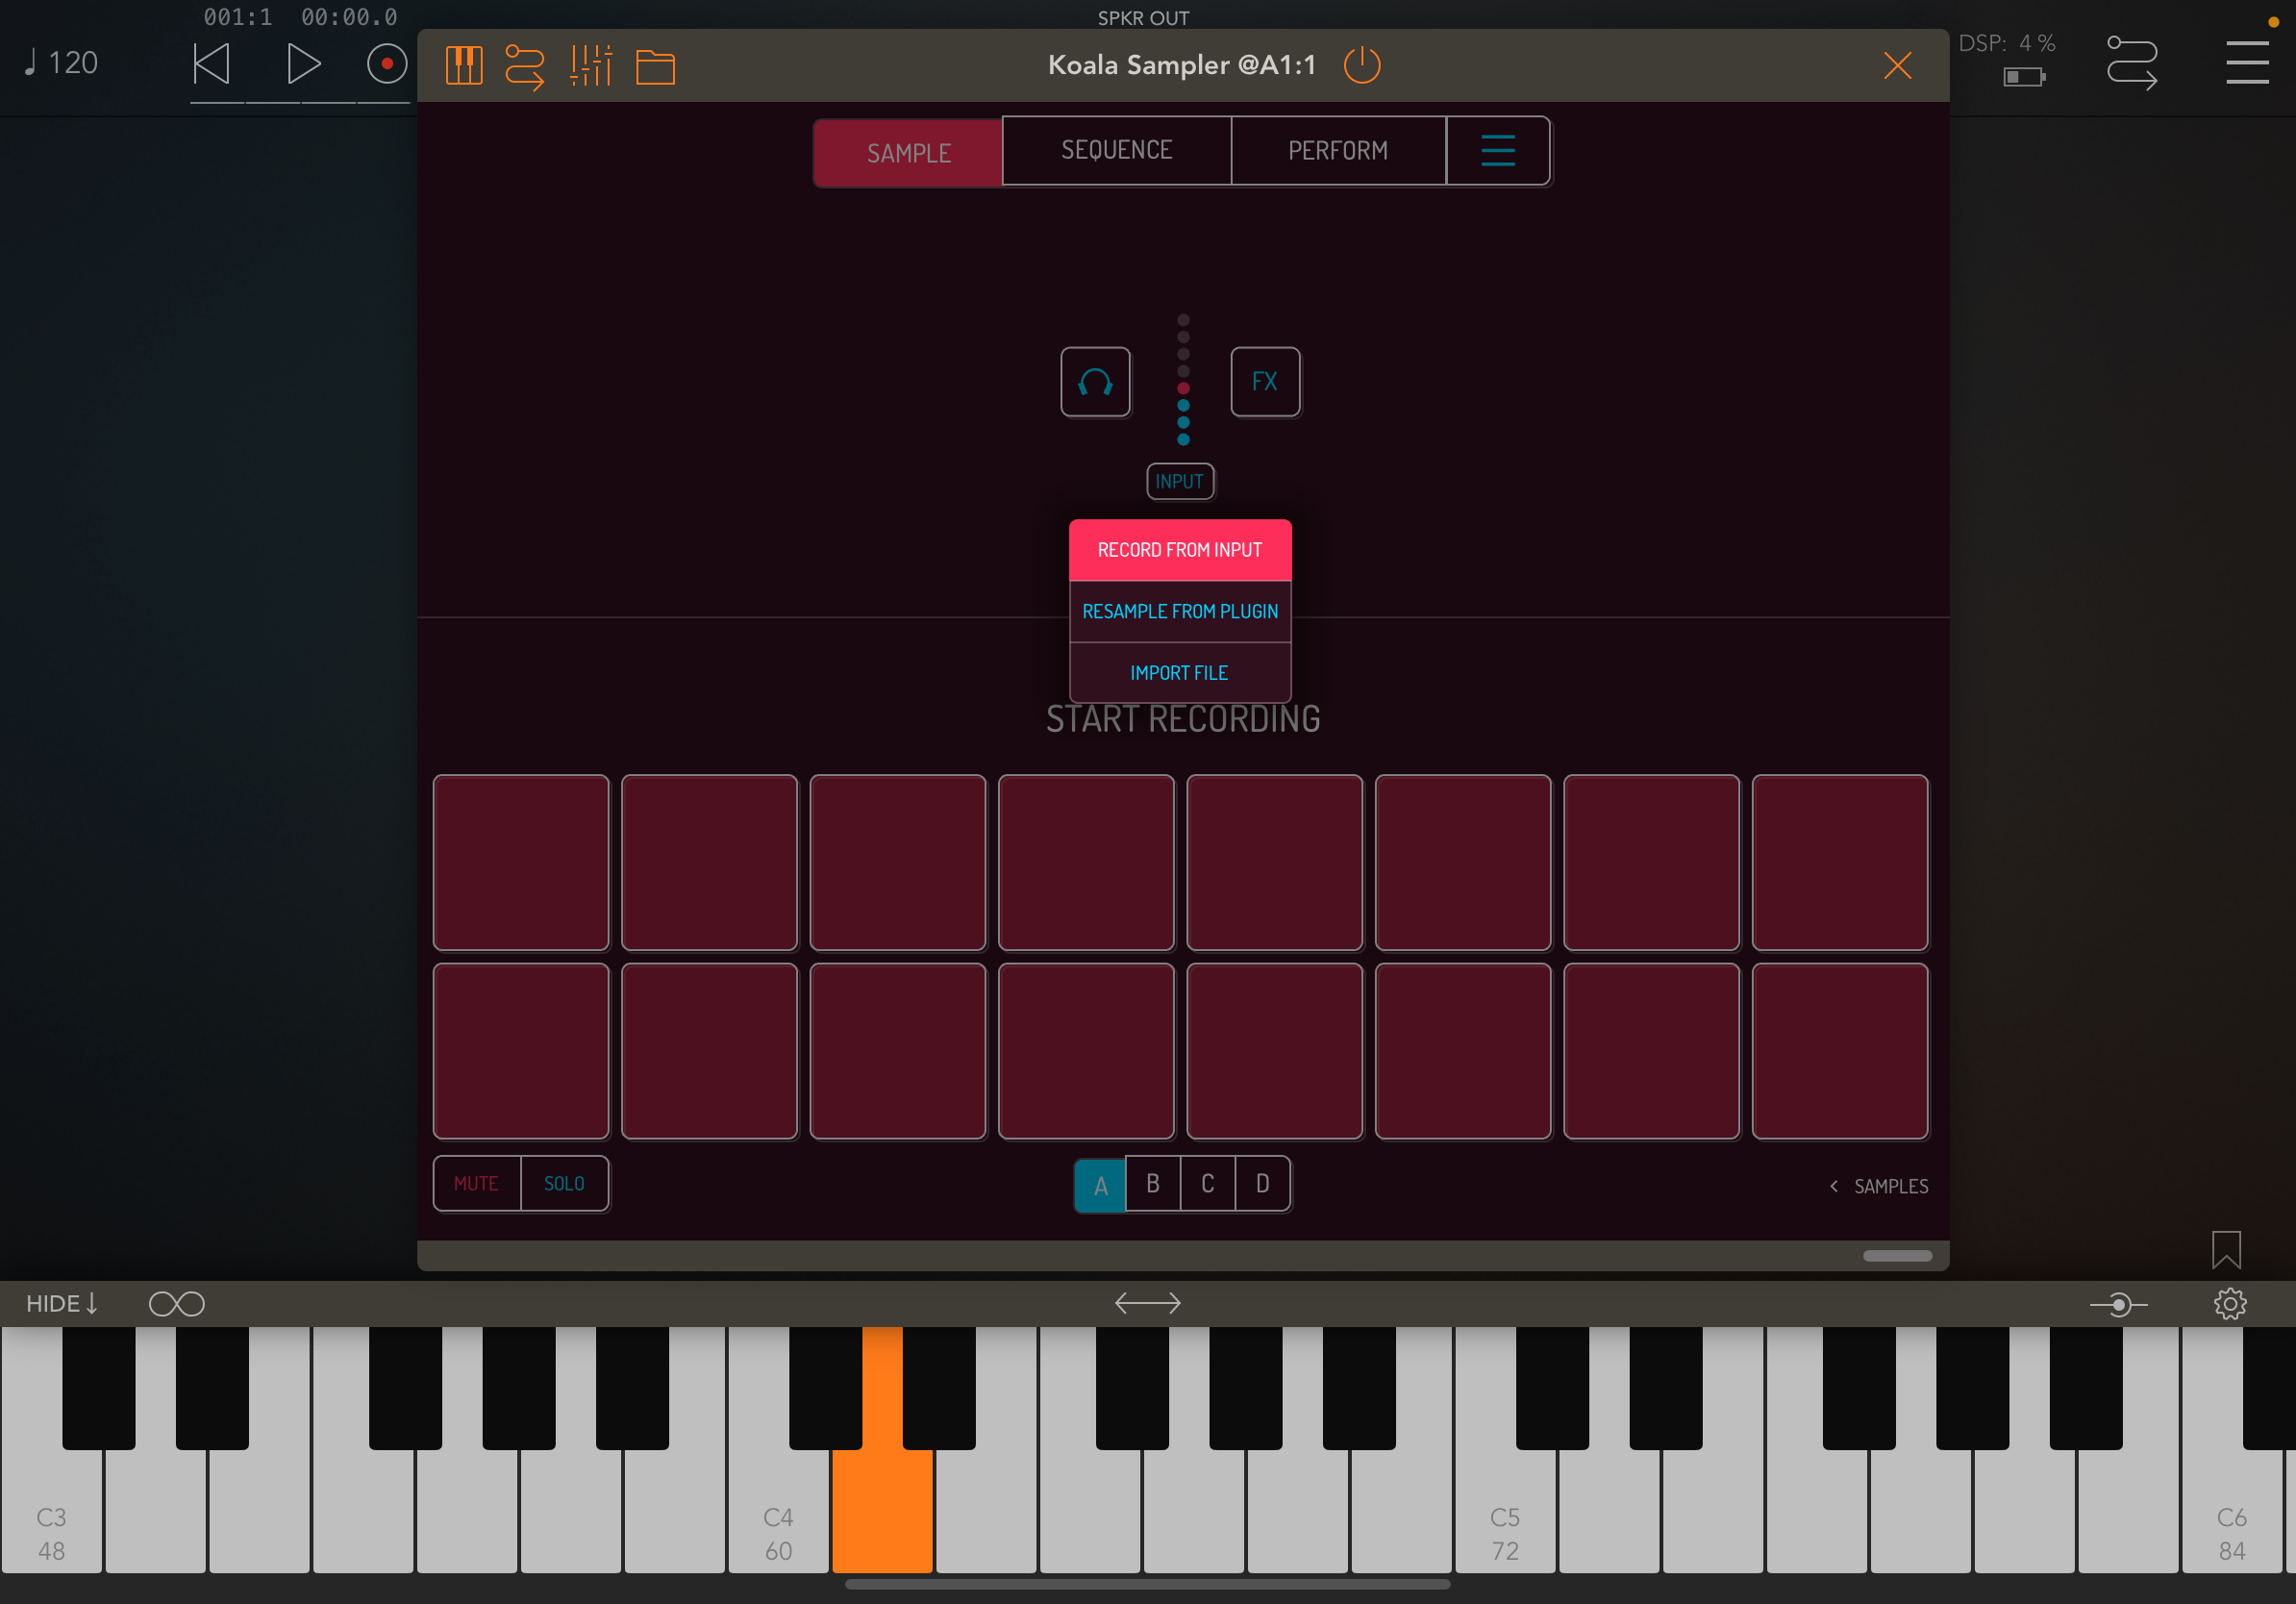 001:1 00:00.0
SPKR OUT
120
Koala Sampler @A1:1
DSP: 4 %
SAMPLE
SEQUENCE
PERFORM
FX
INPUT
RECORD FROM INPUT
RESAMPLE FROM PLUGIN
IMPORT FILE
START RECORDING
MUTE
SOLO
A
B
C
D
SAMPLES
HIDE
C3
48
C4
60
C5
72
C6
84